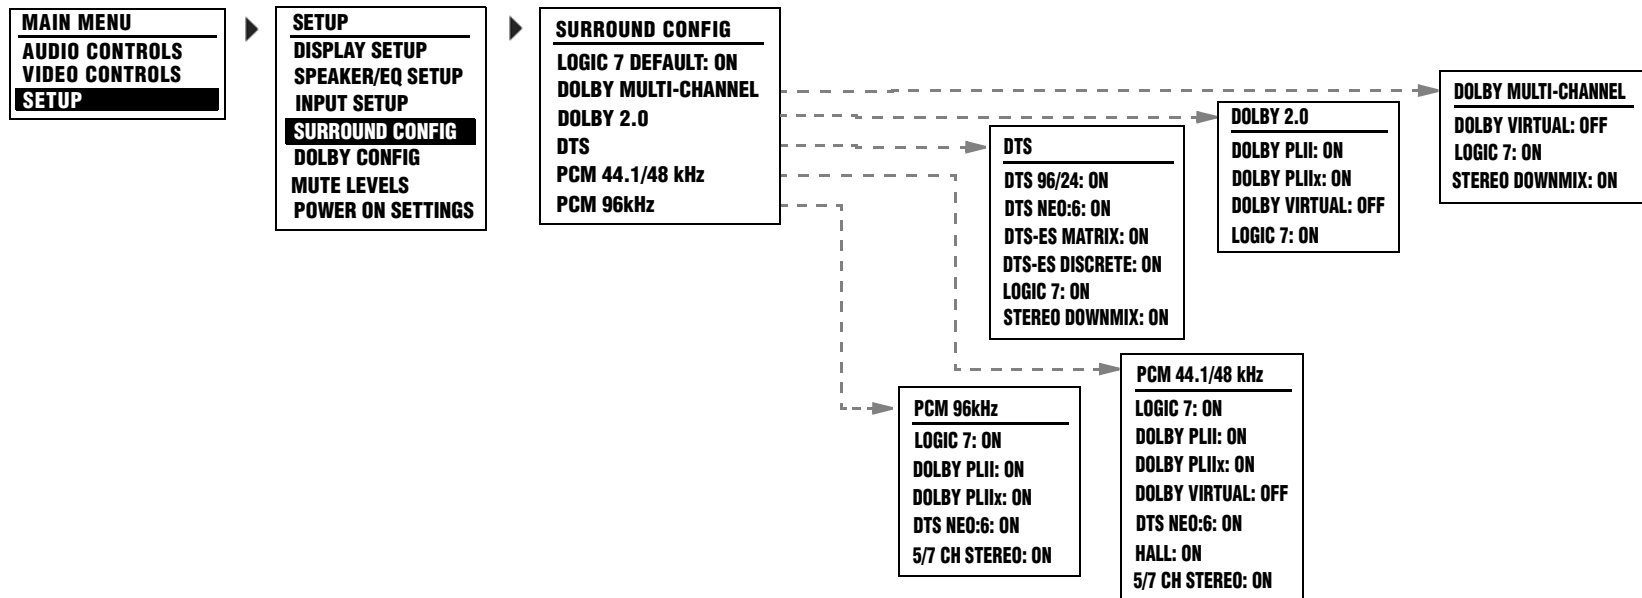 MAIN MENU
AUDIO CONTROLS
VIDEO CONTROLS
SETUP
SETUP
DISPLAY SETUP
SPEAKER/EQ SETUP
INPUT SETUP
SURROUND CONFIG
DOLBY CONFIG
MUTE LEVELS
POWER ON SETTINGS
SURROUND CONFIG
LOGIC 7 DEFAULT: ON
DOLBY MULTI-CHANNEL
DOLBY 2.0
DTS
PCM 44.1/48 kHz
PCM 96kHz
DOLBY MULTI-CHANNEL
DOLBY VIRTUAL: OFF
LOGIC 7: ON
STEREO DOWNMIX: ON
DOLBY 2.0
DOLBY PLII: ON
DOLBY PLIIx: ON
DOLBY VIRTUAL: OFF
LOGIC 7: ON
DTS
DTS 96/24: ON
DTS NEO:6: ON
DTS-ES MATRIX: ON
DTS-ES DISCRETE: ON
LOGIC 7: ON
STEREO DOWNMIX: ON
PCM 44.1/48 kHz
LOGIC 7: ON
DOLBY PLII: ON
DOLBY PLIIx: ON
DOLBY VIRTUAL: OFF
DTS NEO:6: ON
HALL: ON
5/7 CH STEREO: ON
PCM 96kHz
LOGIC 7: ON
DOLBY PLII: ON
DOLBY PLIIx: ON
DTS NEO:6: ON
5/7 CH STEREO: ON